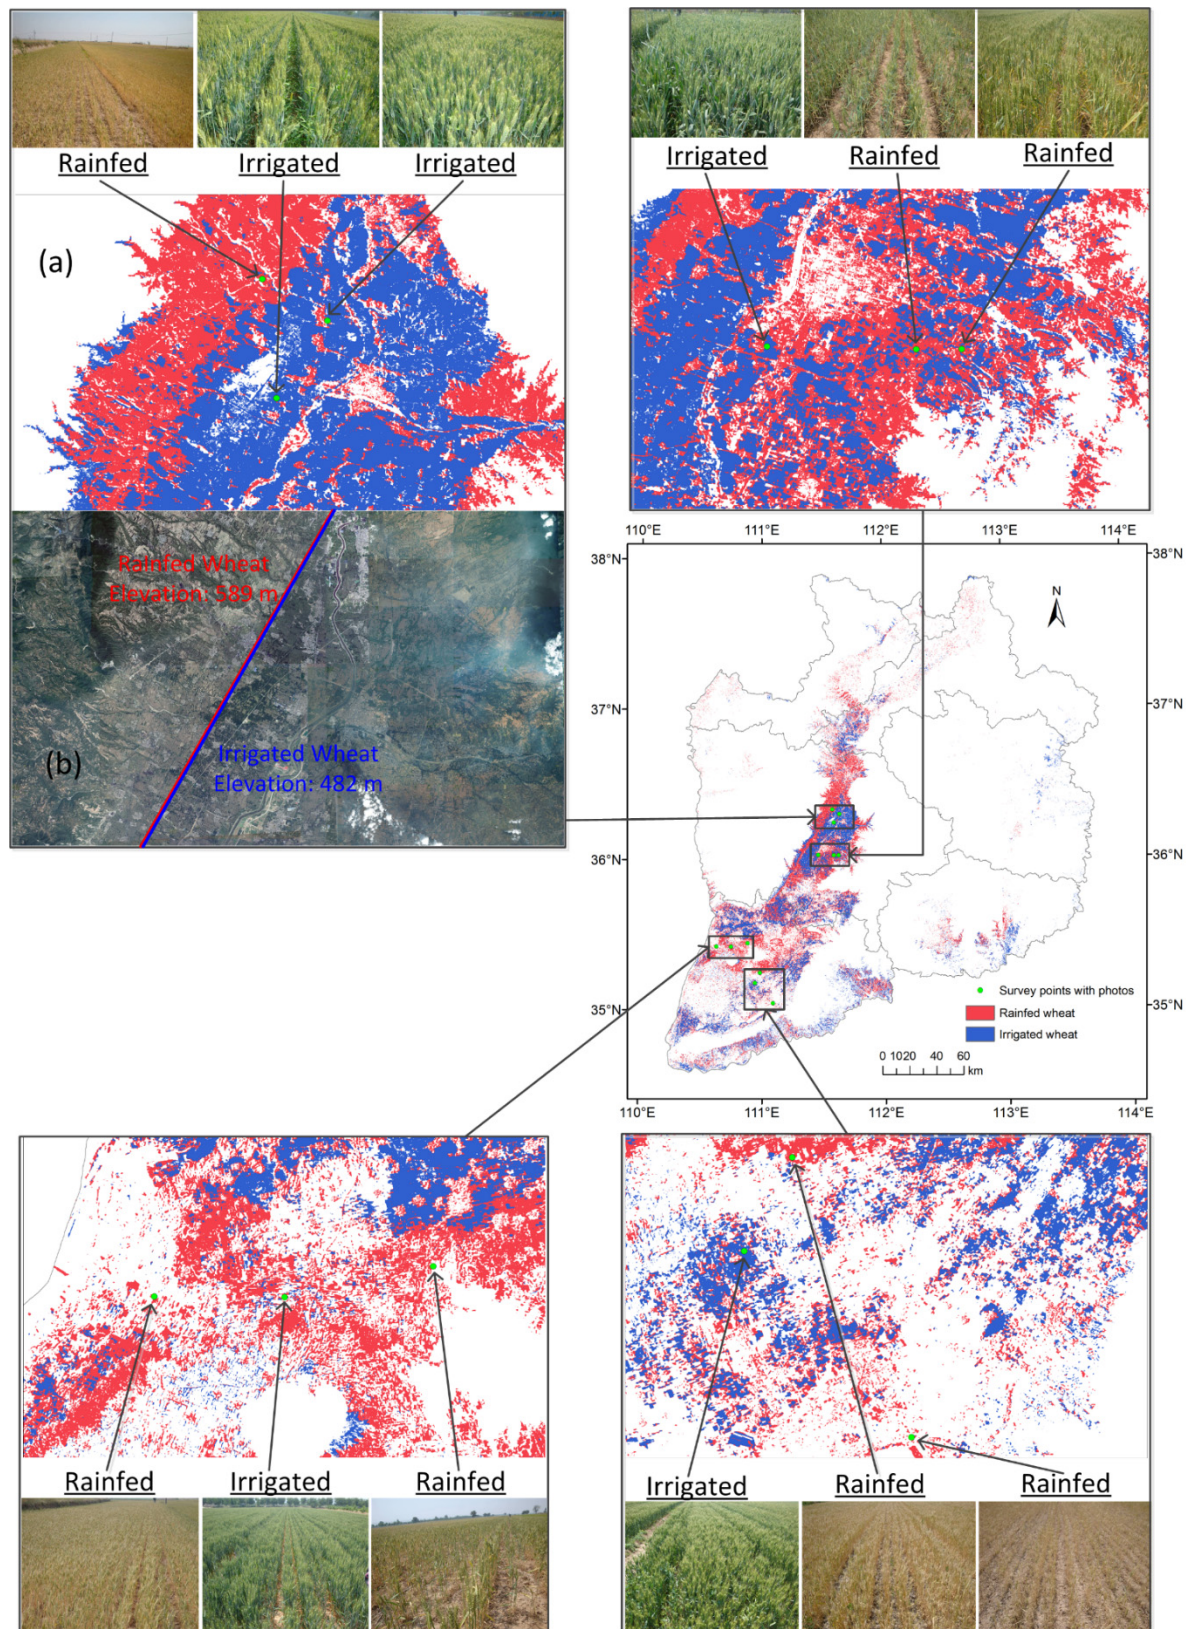 Rainfed Irrigated Irrigated
(a)
Rainfed Wheat
Elevation: 589 m
Irrigated Wheat
Elevation: 482 m
(b)
Irrigated Rainfed Rainfed
110°E 111°E 112°E 113°E 114°E
38°N 38°N
N
37°N 37°N
36°N 36°N
35°N 35°N
Survey points with photos
Rainfed wheat
Irrigated wheat
0 1020 40 60
km
110°E 111°E 112°E 113°E 114°E
Rainfed Irrigated Rainfed
Irrigated Rainfed Rainfed